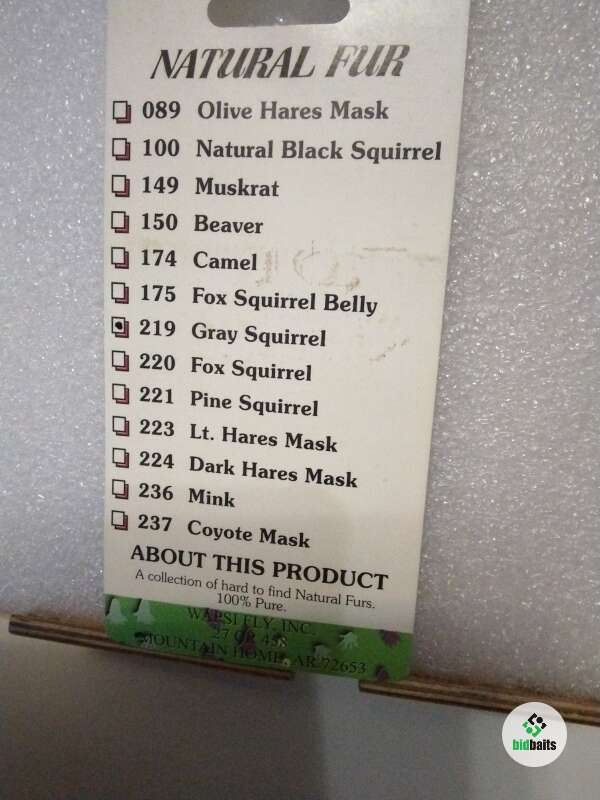 NATURAL FUR
089 Olive Hares Mask
100 Natural Black Squirrel
149 Muskrat
150 Beaver
174 Camel
175 Fox Squirrel Belly
219 Gray Squirrel
220 Fox Squirrel
221 Pine Squirrel
223 Lt. Hares Mask
224 Dark Hares Mask
236 Mink
237 Coyote Mask
ABOUT THIS PRODUCT
A collection of hard to find Natural Furs.
100% Pure.
WAPSI FLY, INC.
27 CR 458
MOUNTAIN HOME, AR 72653
bidbaits